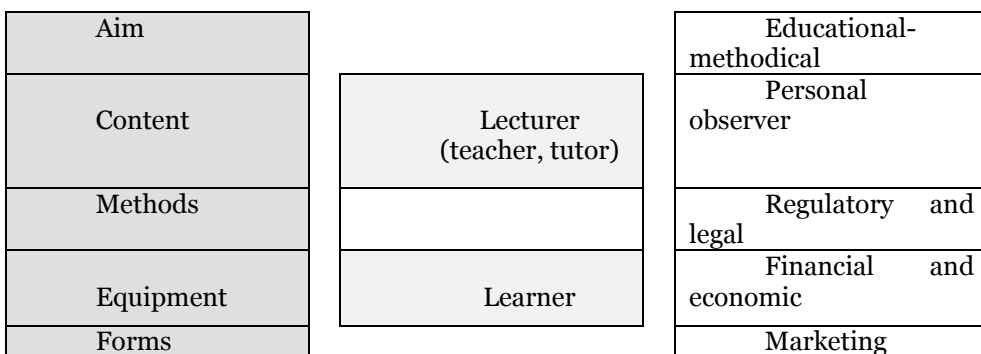 Aim
Content
Methods
Equipment
Forms
Lecturer
(teacher, tutor)
Learner
Educational-
methodical
Personal
observer
Regulatory and
legal
Financial and
economic
Marketing